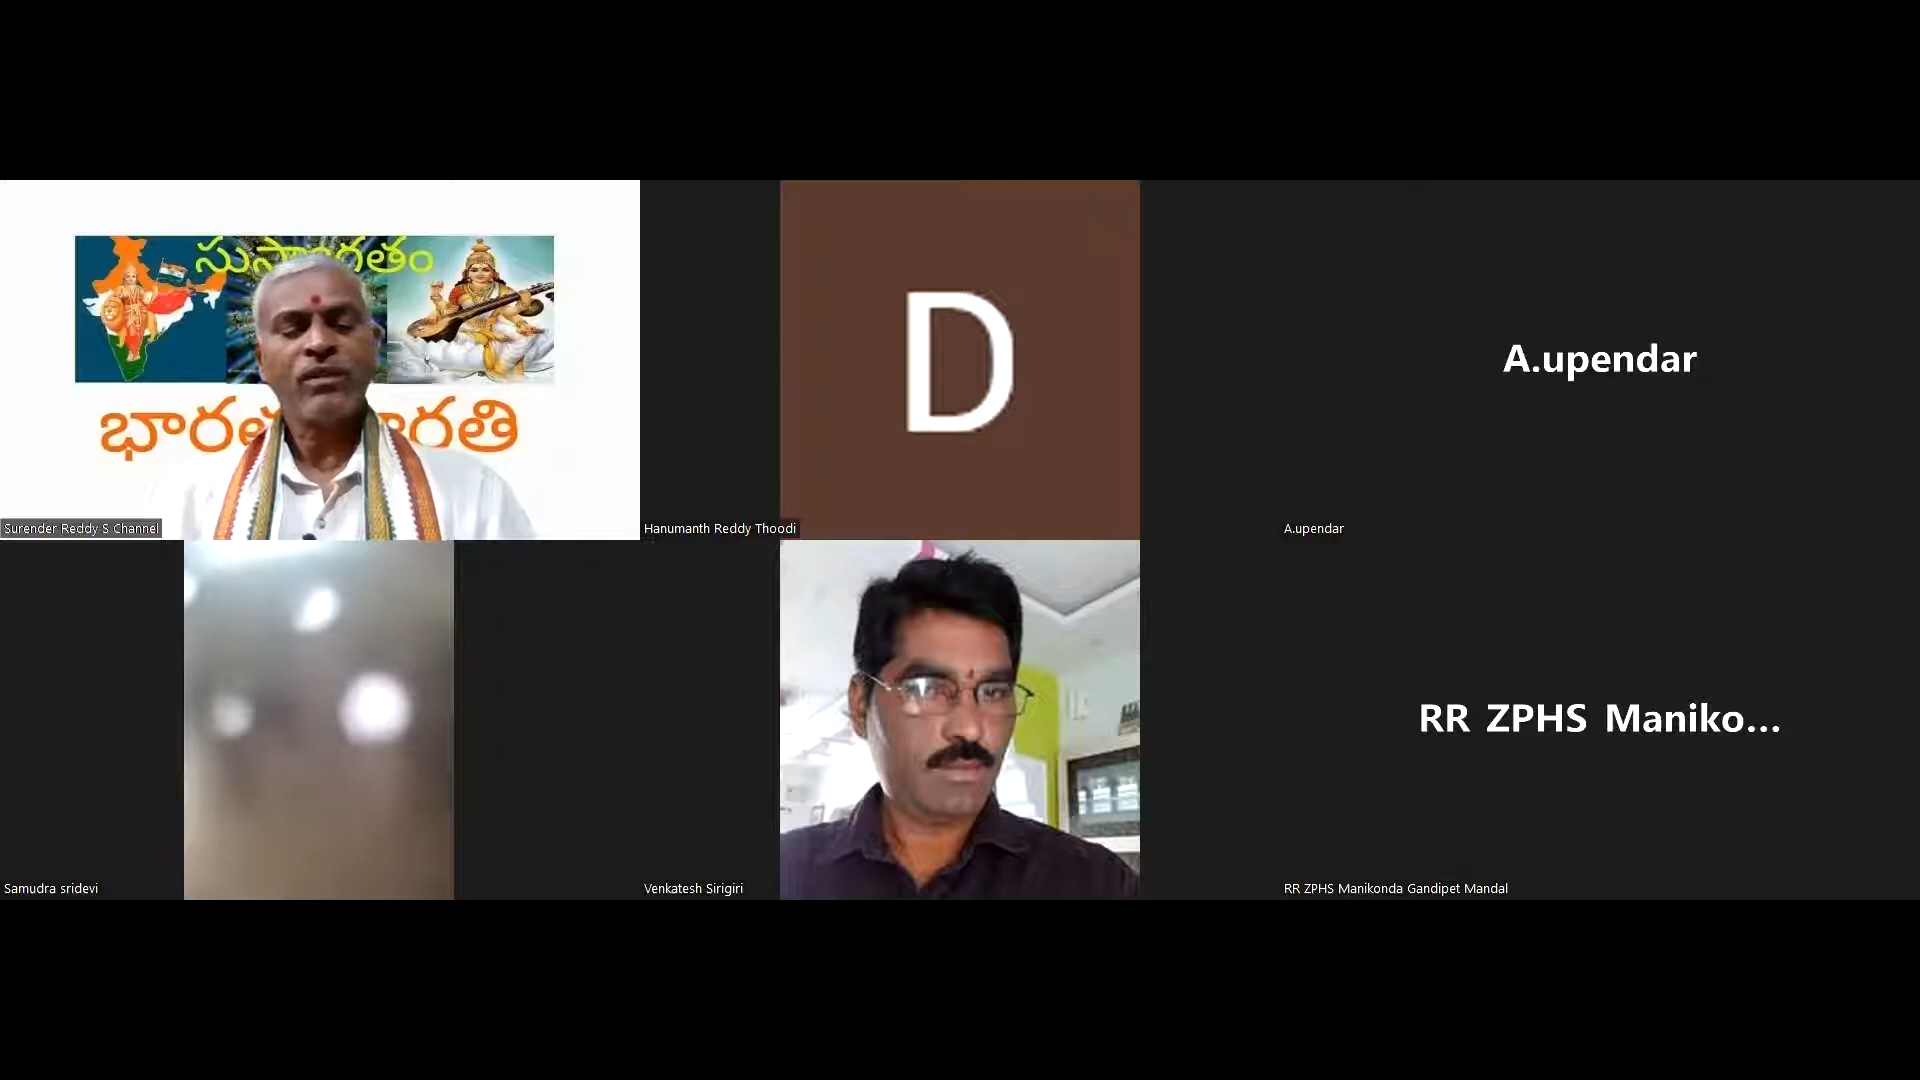 Surender Reddy S Channel
D
Hanumanth Reddy Thoodi
A.upendar
A.upendar
Samudra sridevi
Venkatesh Sirigiri
RR ZPHS Maniko...
RR ZPHS Manikonda Gandipet Mandal